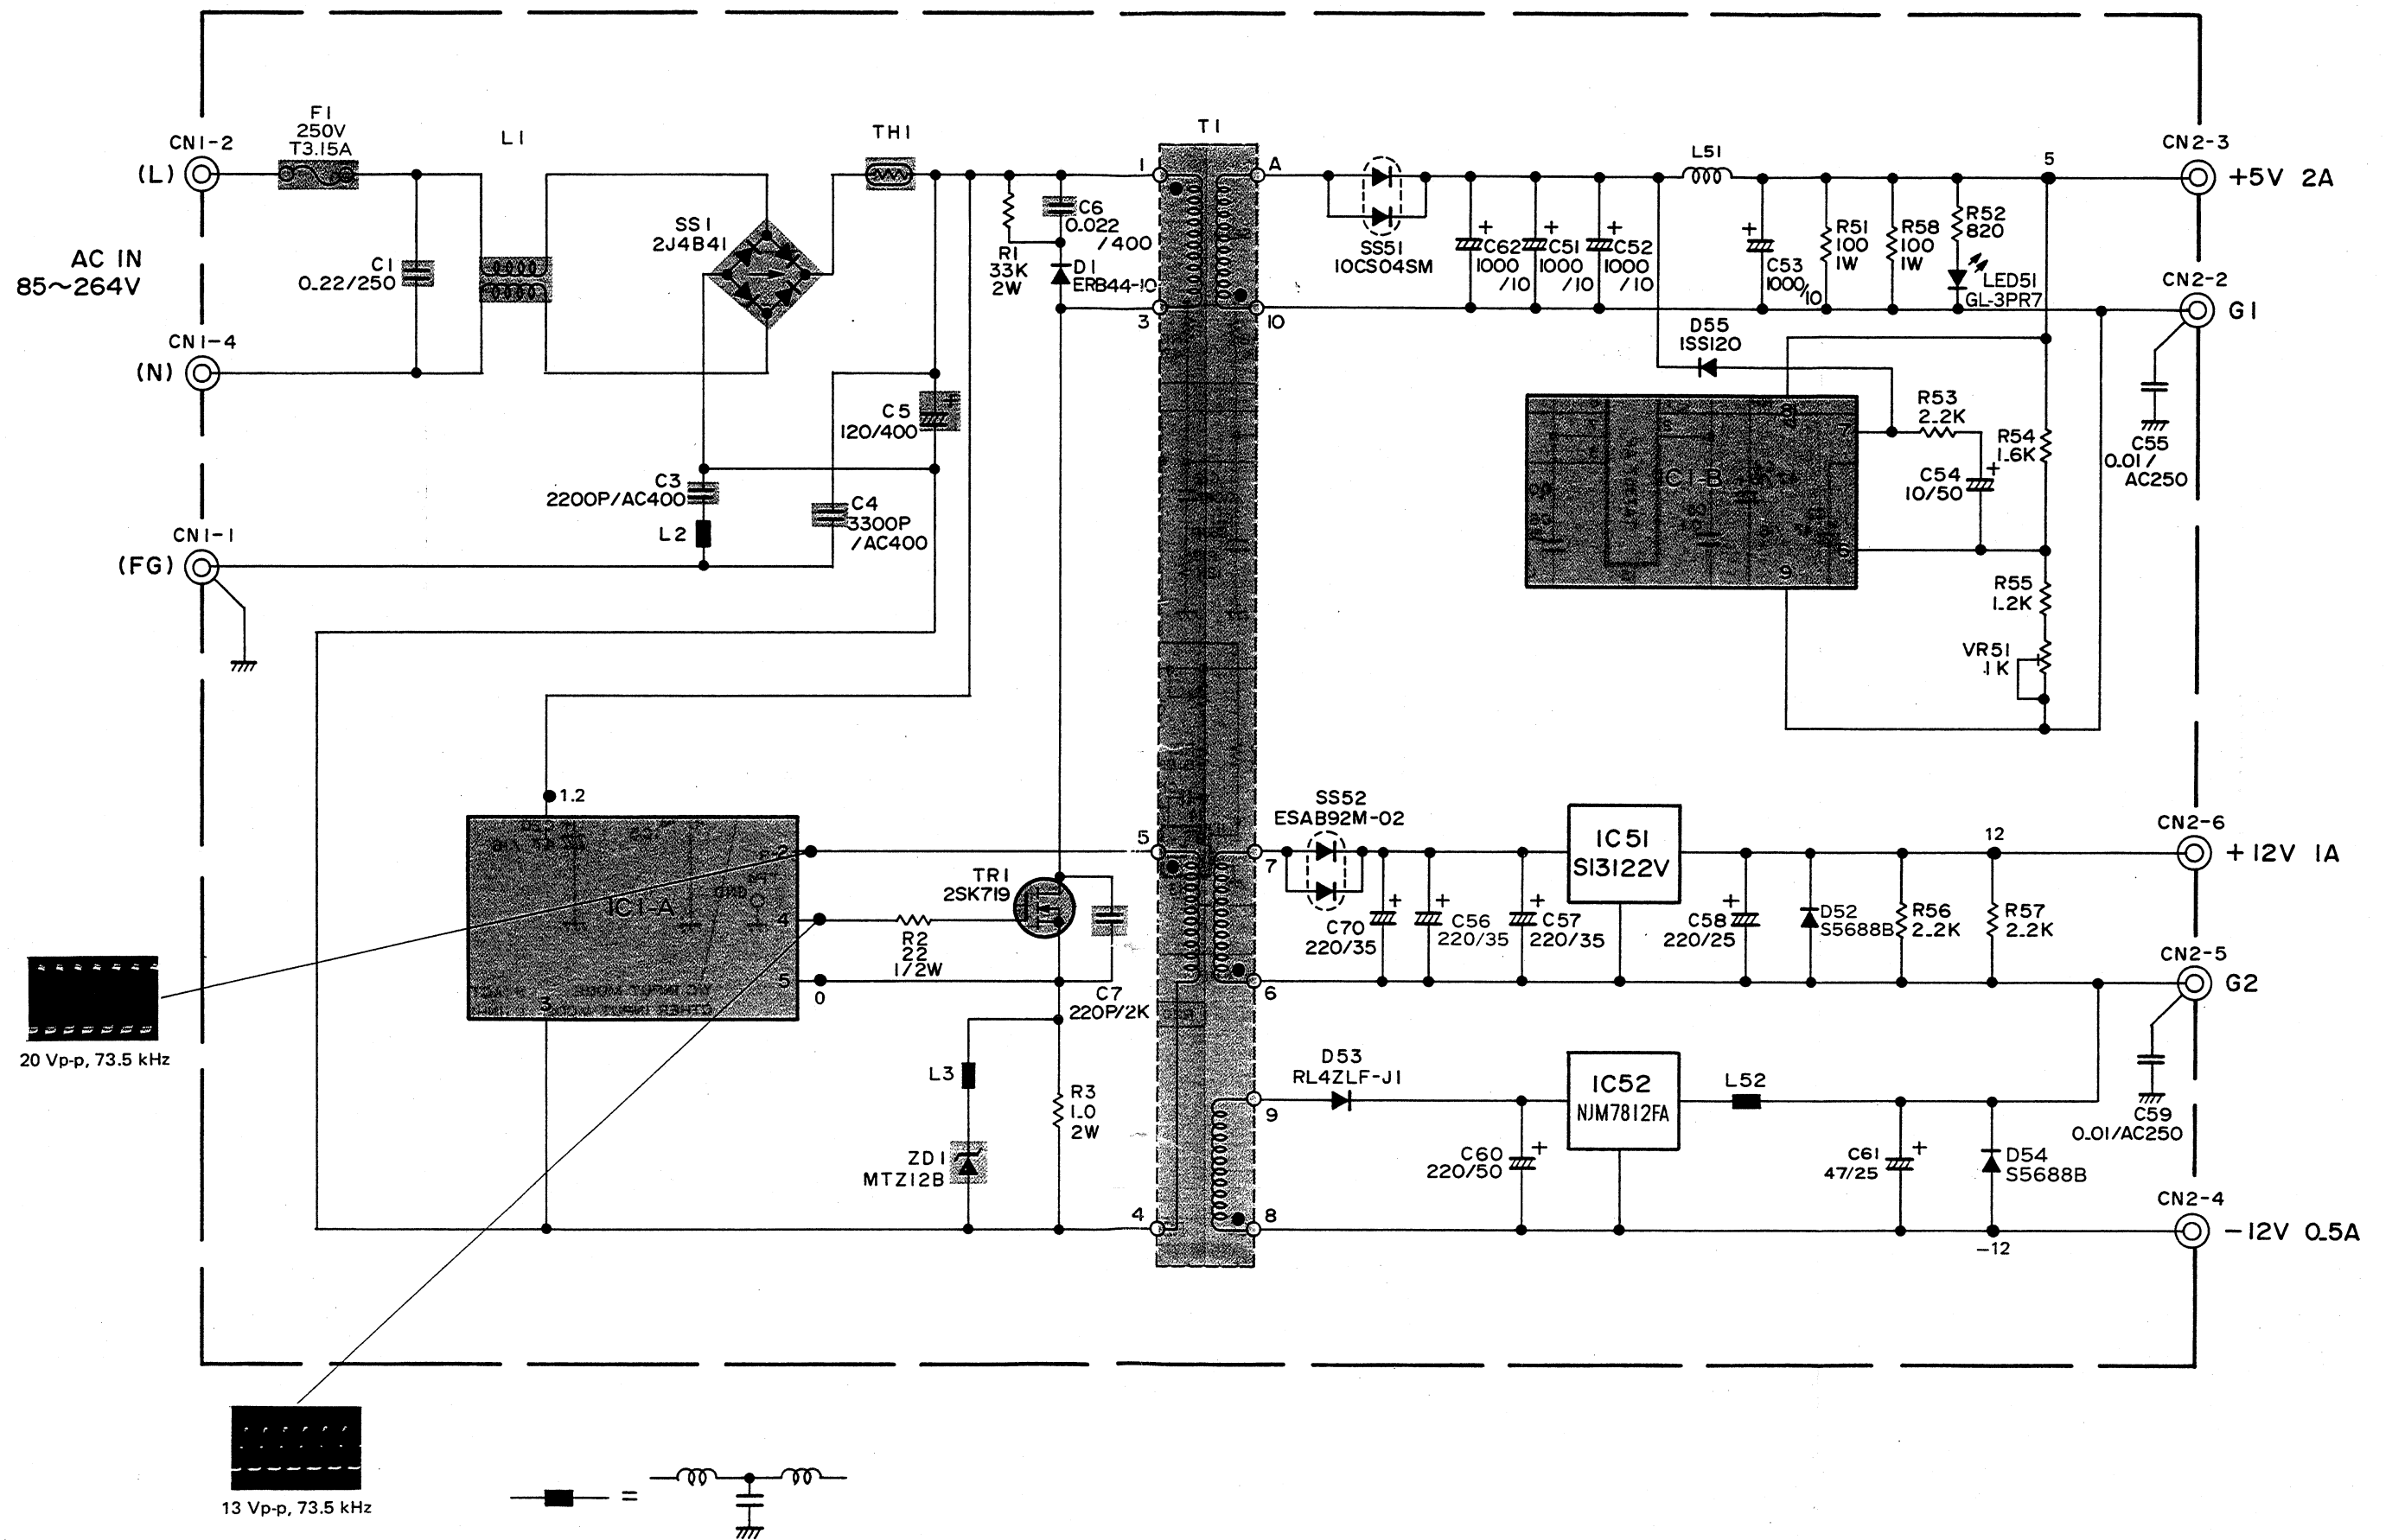 F1
250V
T3.15A
CN1-2
(L)
L1
TH1
T1
1
A
L51
5
CN2-3
+5V 2A
SS1
2J4B41
C6
0.022
/400
R1
33K
2W
D1
ERB44-10
SS51
10CS04SM
C62
1000
/10
C51
1000
/10
C52
1000
/10
C53
1000/10
R51
100
1W
R58
100
1W
R52
820
LED51
GL-3PR7
AC IN
85~264V
C1
0.22/250
CN2-2
G1
3
10
CN1-4
(N)
D55
1SS120
C5
120/400
IC1-B
8
7
6
9
R53
2.2K
C54
10/50
R54
1.6K
C55
0.01/
AC250
C3
2200P/AC400
L2
C4
3300P
/AC400
CN1-1
(FG)
R55
1.2K
VR51
1K
1.2
SS52
ESAB92M-02
IC51
SI3122V
12
CN2-6
+12V 1A
5
7
IC1-A
2
4
5
3
0
TR1
2SK719
R2
22
1/2W
C7
220P/2K
C70
220/35
C56
220/35
C57
220/35
C58
220/25
D52
S5688B
R56
2.2K
R57
2.2K
6
CN2-5
G2
20 Vp-p, 73.5 kHz
L3
R3
1.0
2W
ZD1
MTZ12B
9
D53
RL4ZLF-J1
IC52
NJM7812FA
L52
C59
0.01/AC250
C60
220/50
C61
47/25
D54
S5688B
4
8
-12
CN2-4
-12V 0.5A
13 Vp-p, 73.5 kHz
=